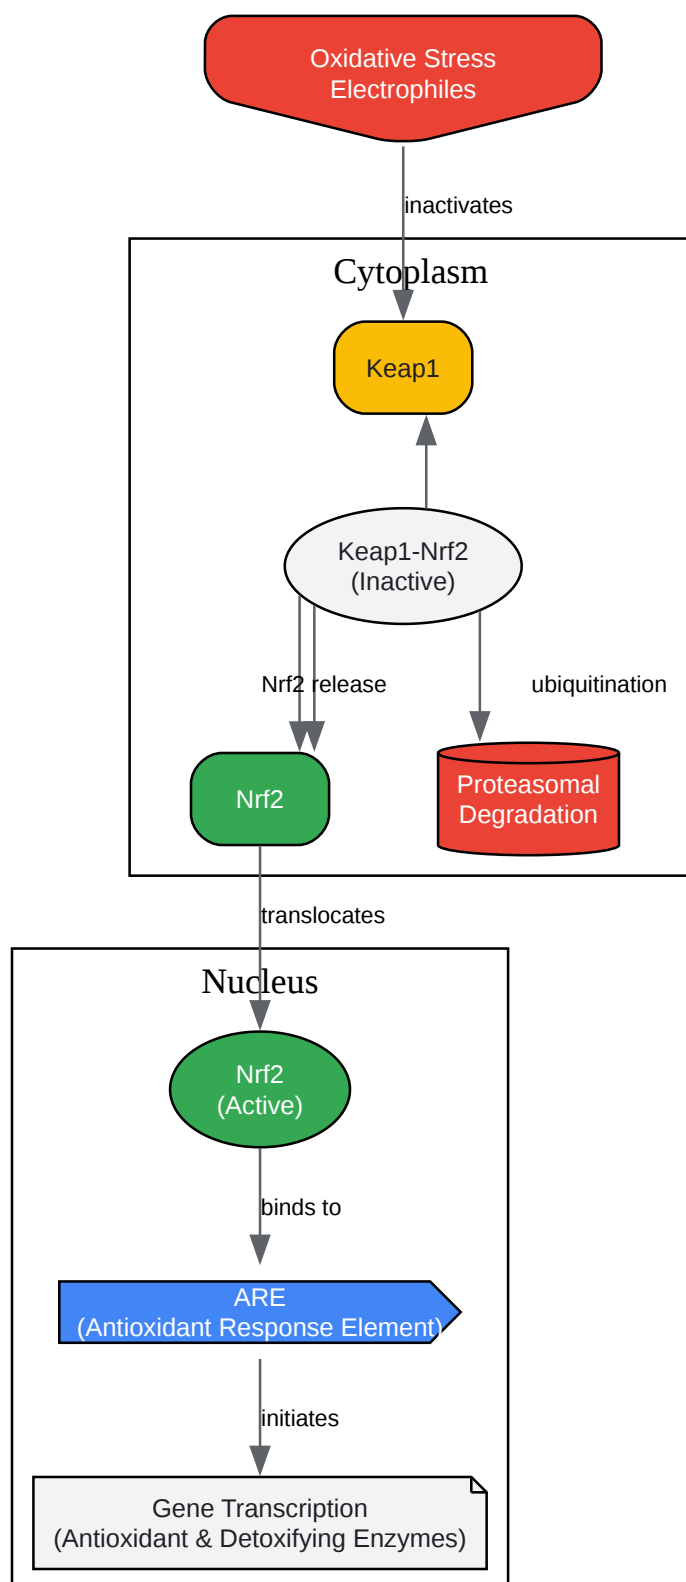 Oxidative Stress
Electrophiles
inactivates
Cytoplasm
Keap1
Keap1-Nrf2
(Inactive)
Nrf2 release
ubiquitination
Nrf2
Proteasomal
Degradation
translocates
Nucleus
Nrf2
(Active)
binds to
ARE
(Antioxidant Response Element)
initiates
Gene Transcription
(Antioxidant & Detoxifying Enzymes)